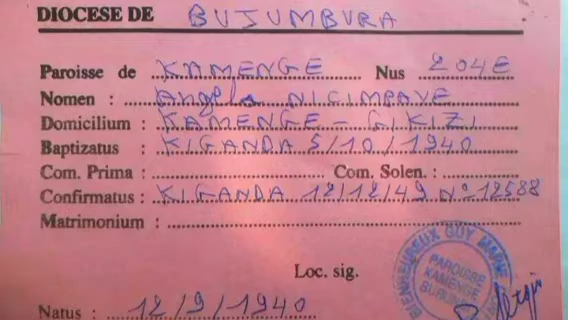 DIOCESE DE BUJUMBURA
Paroisse de KAMENGE Nus 204E
Nomen : Angela NICIMPAYE
Domicilium : KAMENGE - GIKIZI
Baptizatus : KIGANDA 5/10/1940
Com. Prima : Com. Solen. :
Confirmatus : KIGANDA 12/12/49 N° 12588
Matrimonium :
BIENHEUREUX GUY
PAROISSE
KAMENGE
Loc. sig.
Natus : 12/9/1940